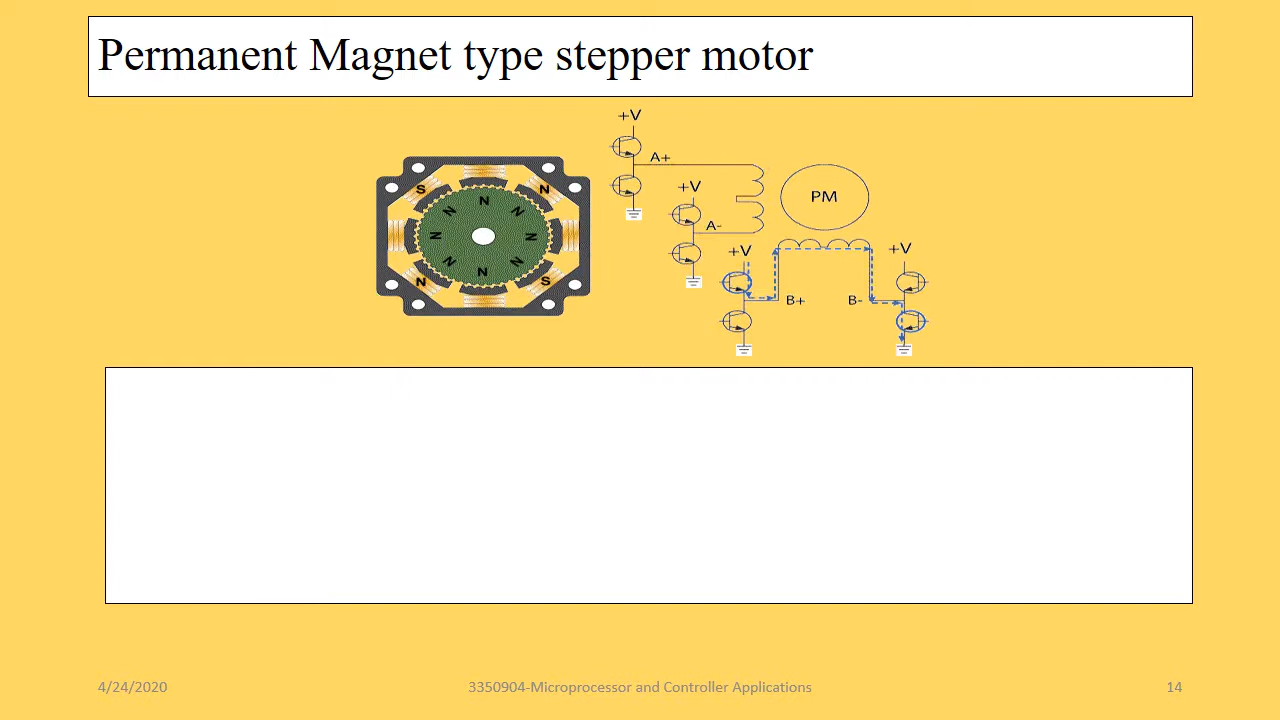 Permanent Magnet type stepper motor
+V
A+
+V
A-
PM
+V
+V
B+
B-
S
N
N
N
N
N
N
N
N
N
N
S
4/24/2020
3350904-Microprocessor and Controller Applications
14